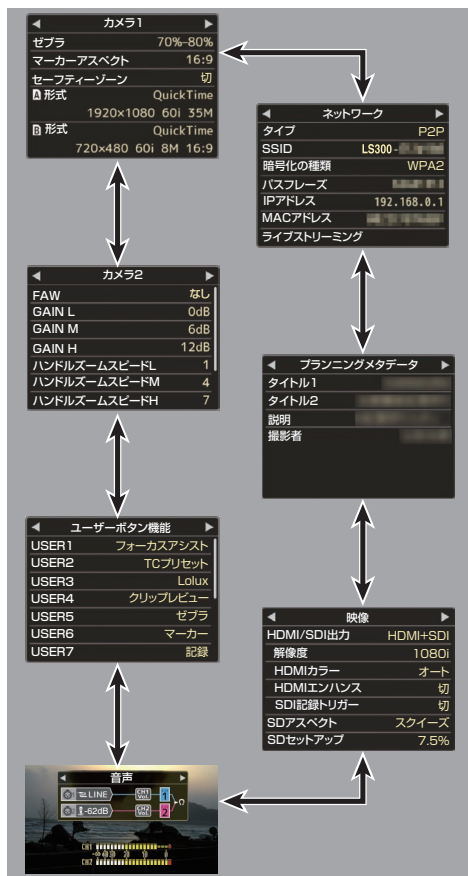 ◀ カメラ1 ▶
ゼブラ 70%-80%
マーカーアスペクト 16:9
セーフティーゾーン 切
A 形式 QuickTime
1920×1080 60i 35M
B 形式 QuickTime
720×480 60i 8M 16:9
◀ ネットワーク ▶
タイプ P2P
SSID LS300-
暗号化の種類 WPA2
パスフレーズ
IPアドレス 192.168.0.1
MACアドレス
ライブストリーミング
◀ カメラ2 ▶
FAW なし
GAIN L 0dB
GAIN M 6dB
GAIN H 12dB
ハンドルズームスピードL 1
ハンドルズームスピードM 4
ハンドルズームスピードH 7
◀ プランニングメタデータ ▶
タイトル1
タイトル2
説明
撮影者
◀ ユーザーボタン機能 ▶
USER1 フォーカスアシスト
USER2 TCプリセット
USER3 Lolux
USER4 クリップレビュー
USER5 ゼブラ
USER6 マーカー
USER7 記録
◀ 映像 ▶
HDMI/SDI出力 HDMI+SDI
解像度 1080i
HDMIカラー オート
HDMIエンハンス 切
SDI記録トリガー 切
SDアスペクト スクイーズ
SDセットアップ 7.5%
◀ 音声 ▶
LINE CH1 VOL. 1
-62dB CH2 VOL. 2
CH1
20 10 0
CH2